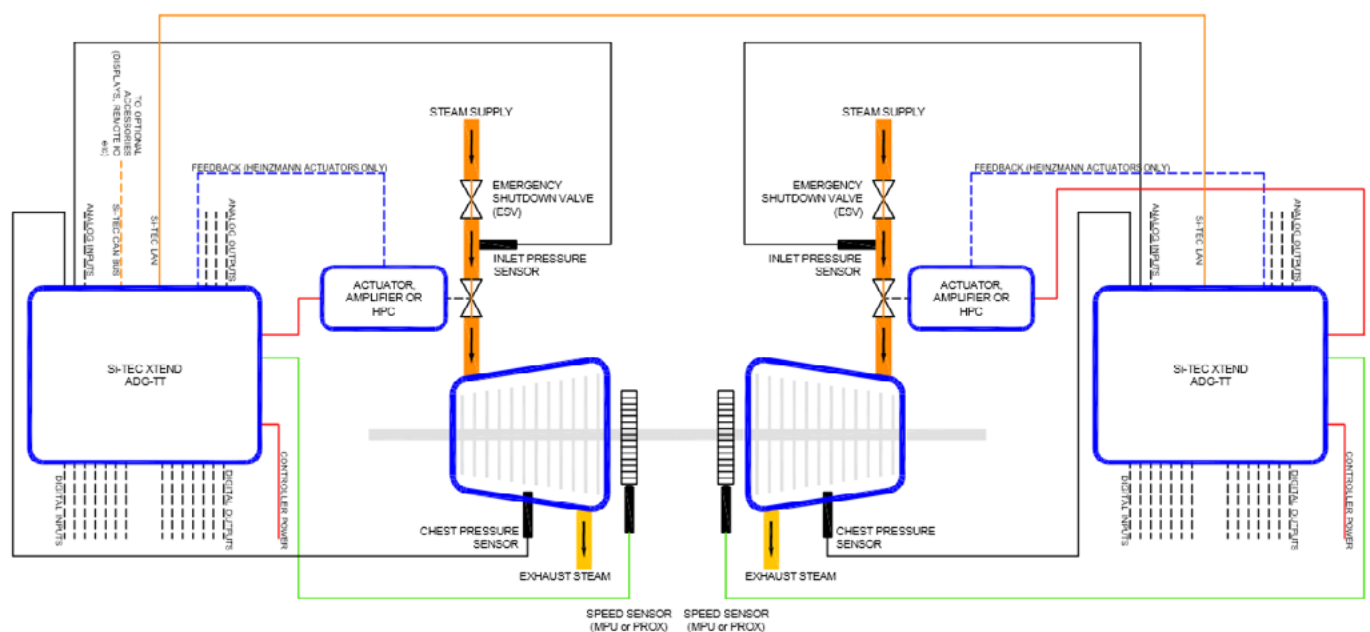 TO OPTIONAL
ACCESSORIES
(DISPLAYS, REMOTE I/O
etc)
STEAM SUPPLY
STEAM SUPPLY
FEEDBACK (HEINZMANN ACTUATORS ONLY)
FEEDBACK (HEINZMANN ACTUATORS ONLY)
EMERGENCY
SHUTDOWN VALVE
(ESV)
EMERGENCY
SHUTDOWN VALVE
(ESV)
ANALOG INPUTS
Si-TEC CAN BUS
Si-TEC LAN
ANALOG OUTPUTS
INLET PRESSURE
SENSOR
INLET PRESSURE
SENSOR
ANALOG INPUTS
Si-TEC LAN
ANALOG OUTPUTS
ACTUATOR,
AMPLIFIER OR
HPC
ACTUATOR,
AMPLIFIER OR
HPC
Si-TEC XTEND
ADG-TT
Si-TEC XTEND
ADG-TT
DIGITAL INPUTS
DIGITAL OUTPUTS
CONTROLLER POWER
CHEST PRESSURE
SENSOR
CHEST PRESSURE
SENSOR
DIGITAL INPUTS
DIGITAL OUTPUTS
CONTROLLER POWER
EXHAUST STEAM
EXHAUST STEAM
SPEED SENSOR
(MPU or PROX)
SPEED SENSOR
(MPU or PROX)